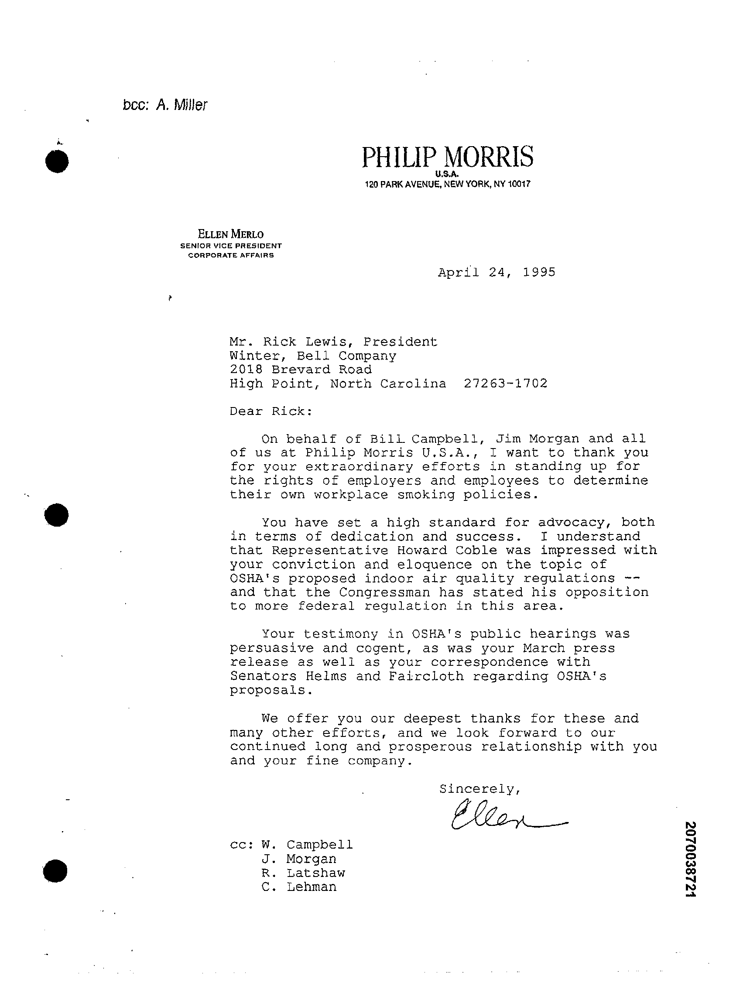 bcc: A. Miller
PHILIP MORRIS
U.S.A.
120 PARK AVENUE, NEW YORK, NY 10017
ELLEN MERLO
SENIOR VICE PRESIDENT
CORPORATE AFFAIRS
April 24, 1995
Mr. Rick Lewis, President
Winter, Bell Company
2018 Brevard Road
High Point, North Carolina 27263-1702
Dear Rick:
On behalf of Bill Campbell, Jim Morgan and all
of us at Philip Morris U.S.A., I want to thank you
for your extraordinary efforts in standing up for
the rights of employers and employees to determine
their own workplace smoking policies.
You have set a high standard for advocacy, both
in terms of dedication and success. I understand
that Representative Howard Coble was impressed with
your conviction and eloquence on the topic of
OSHA's proposed indoor air quality regulations --
and that the Congressman has stated his opposition
to more federal regulation in this area.
Your testimony in OSHA's public hearings was
persuasive and cogent, as was your March press
release as well as your correspondence with
Senators Helms and Faircloth regarding OSHA's
proposals.
We offer you our deepest thanks for these and
many other efforts, and we look forward to our
continued long and prosperous relationship with you
and your fine company.
Sincerely,
Ellen
cc: W. Campbell
J. Morgan
R. Latshaw
C. Lehman
2070038721